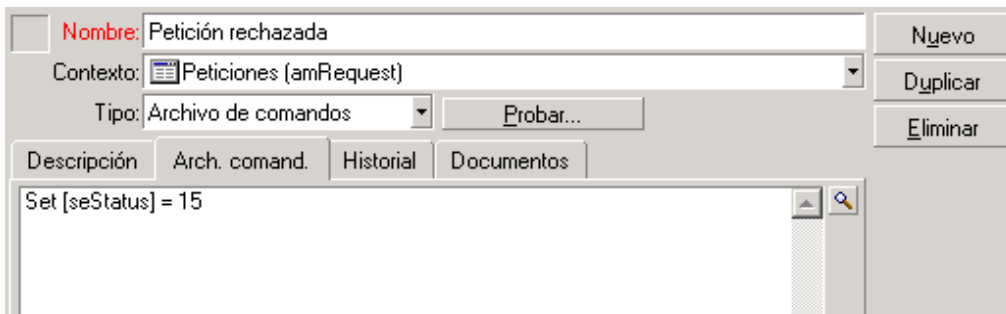 Nombre: Petición rechazada
Nuevo
Contexto: Peticiones (amRequest)
Duplicar
Tipo: Archivo de comandos
Probar...
Eliminar
Descripción Arch. comand. Historial Documentos
Set [seStatus] = 15